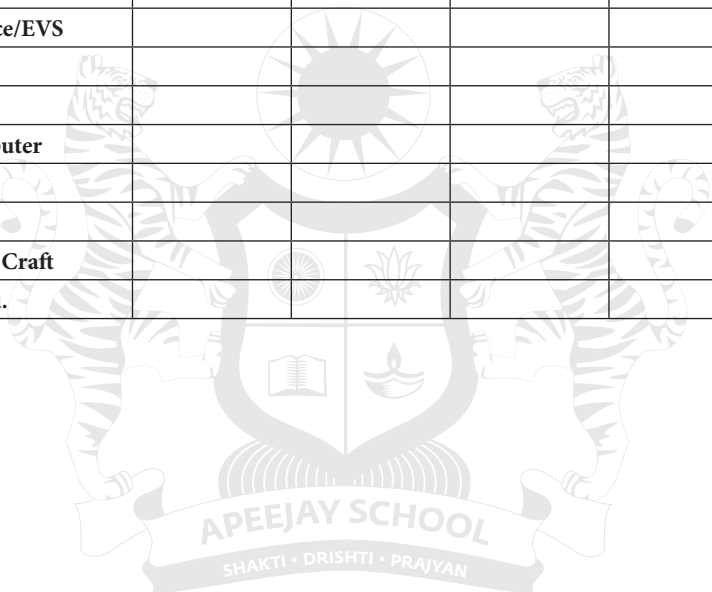 ce/EVS
uter
Craft
.
APEEJAY SCHOOL
SHAKTI • DRISHTI • PRAJYAN